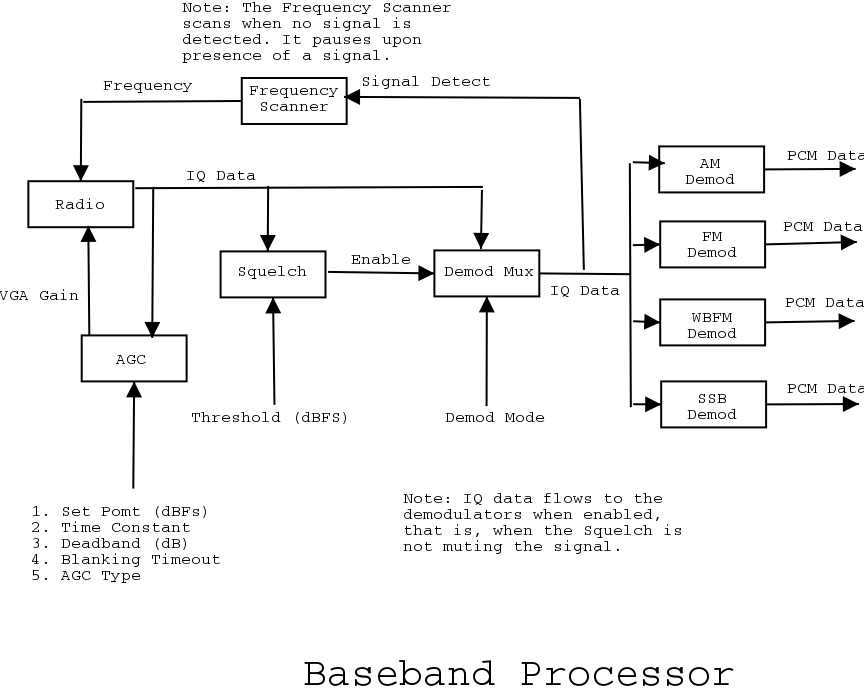 Note: The Frequency Scanner
scans when no signal is
detected. It pauses upon
presence of a signal.
Frequency
Frequency
Scanner
Signal Detect
IQ Data
Radio
VGA Gain
AGC
Squelch
Enable
Demod Mux
IQ Data
AM
Demod
PCM Data
FM
Demod
PCM Data
WBFM
Demod
PCM Data
SSB
Demod
PCM Data
Threshold (dBFS)
Demod Mode
1. Set Pomt (dBFs)
2. Time Constant
3. Deadband (dB)
4. Blanking Timeout
5. AGC Type
Note: IQ data flows to the
demodulators when enabled,
that is, when the Squelch is
not muting the signal.
Baseband Processor